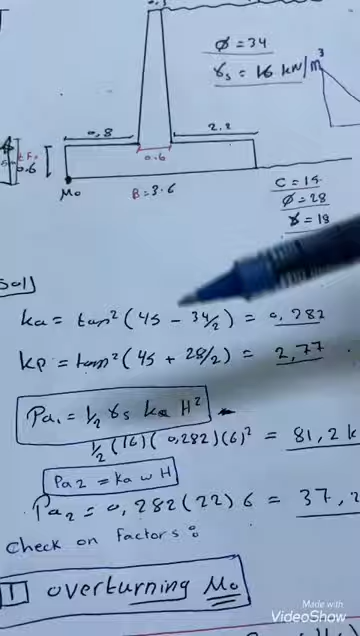 φ = 34
γs = 16 kN/m³
0,8
2.2
0.6
0.6
Mo
B = 3.6
C = 15
φ = 28
γ = 18
Sol
ka = tan² (45 - 34/2) = 0,282
kp = tan² (45 + 28/2) = 2,77
Pa1 = 1/2 γs ka H²
1/2 (16) (0,282) (6)² = 81,2 k
Pa2 = ka w H
Pa2 = 0,282 (22) 6 = 37,2
Check on Factors :
1 overturning Mo
Made with
VideoShow